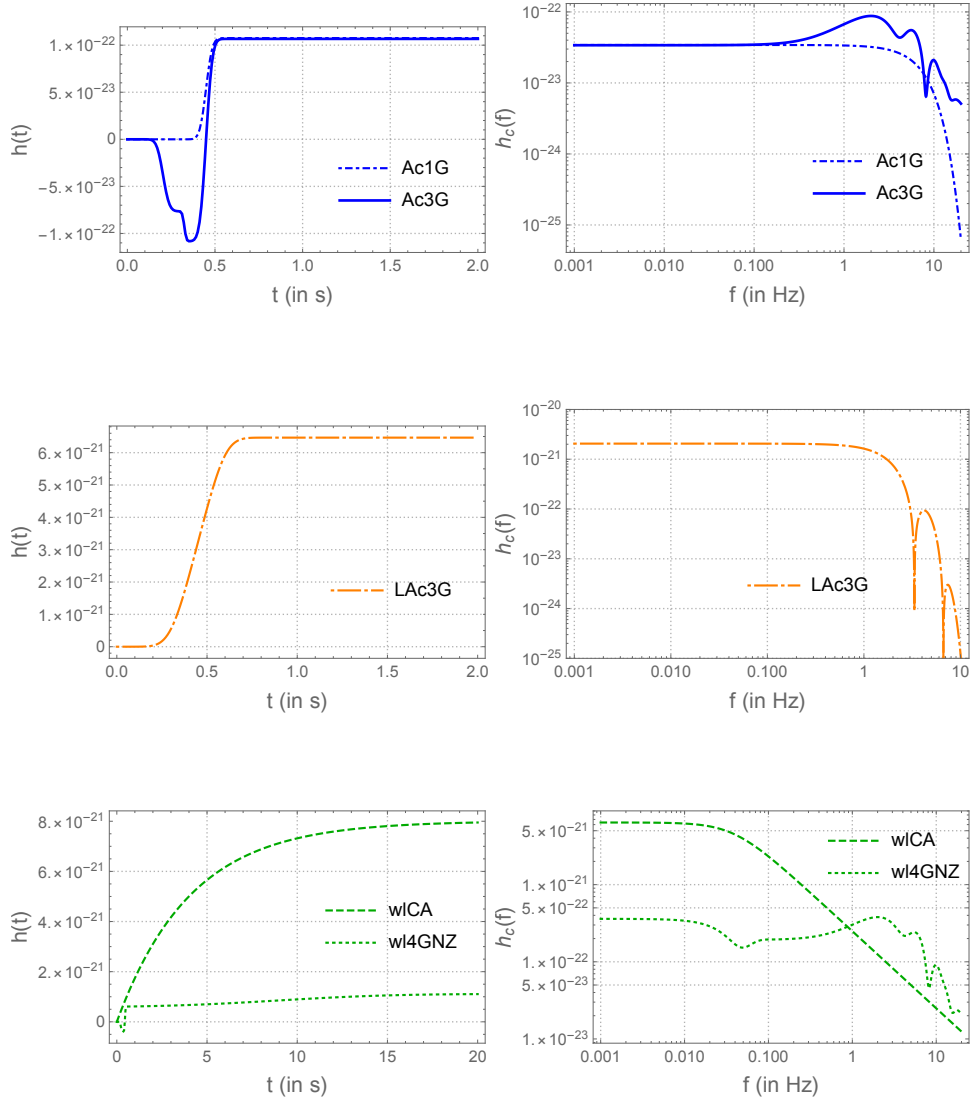 1.×10⁻²²
5.×10⁻²³
0
−5.×10⁻²³
−1.×10⁻²²
h(t)
Ac1G
Ac3G
0.0 0.5 1.0 1.5 2.0
t (in s)
10⁻²²
10⁻²³
10⁻²⁴
10⁻²⁵
h_c(f)
Ac1G
Ac3G
0.001 0.010 0.100 1 10
f (in Hz)
6.×10⁻²¹
5.×10⁻²¹
4.×10⁻²¹
3.×10⁻²¹
2.×10⁻²¹
1.×10⁻²¹
0
h(t)
LAc3G
0.0 0.5 1.0 1.5 2.0
t (in s)
10⁻²⁰
10⁻²¹
10⁻²²
10⁻²³
10⁻²⁴
10⁻²⁵
h_c(f)
LAc3G
0.001 0.010 0.100 1 10
f (in Hz)
8.×10⁻²¹
6.×10⁻²¹
4.×10⁻²¹
2.×10⁻²¹
0
h(t)
wlCA
wl4GNZ
0 5 10 15 20
t (in s)
5.×10⁻²¹
1.×10⁻²¹
5.×10⁻²²
1.×10⁻²²
5.×10⁻²³
1.×10⁻²³
h_c(f)
wlCA
wl4GNZ
0.001 0.010 0.100 1 10
f (in Hz)